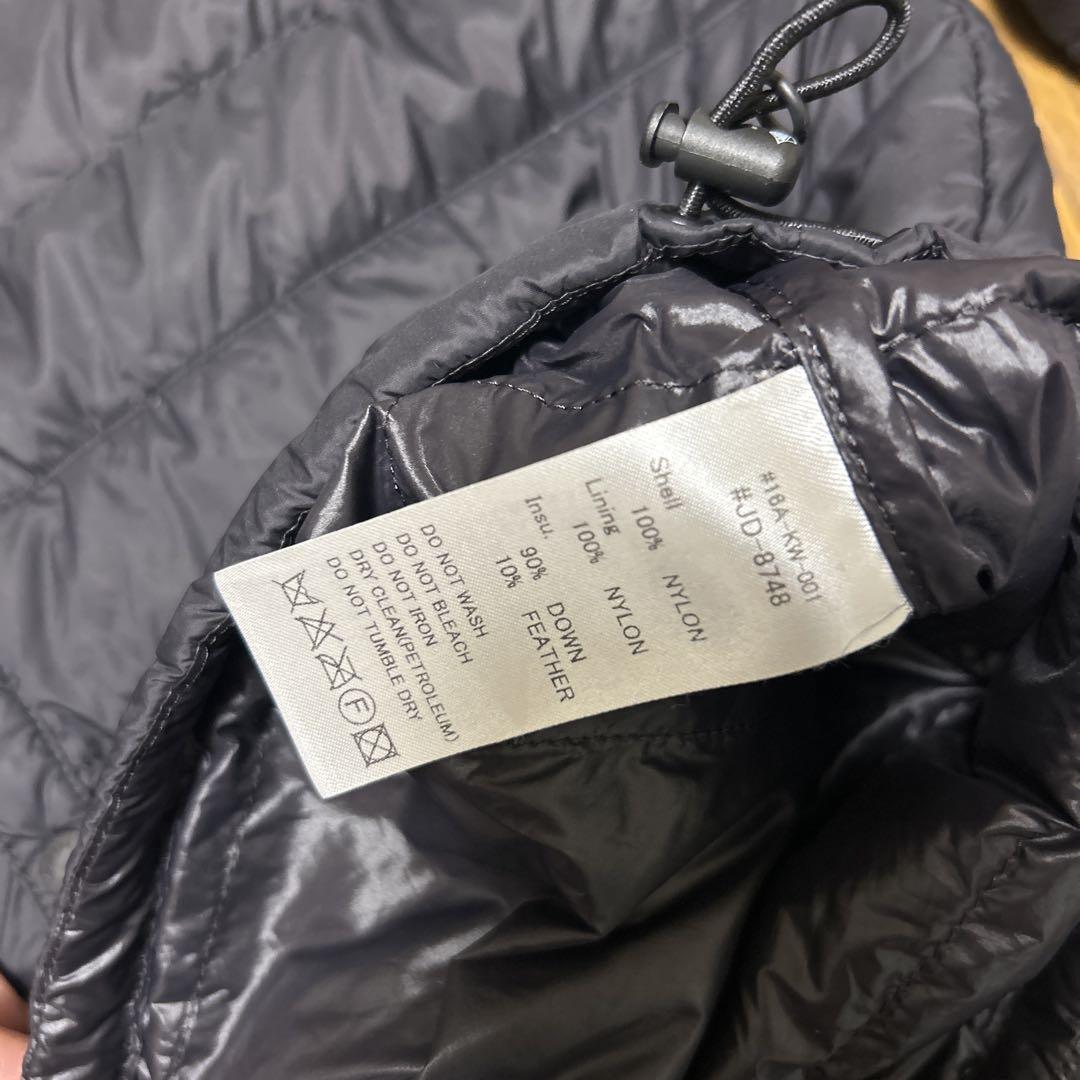 #16A-KW-001
#JD-8748
Shell 100% NYLON
Lining 100% NYLON
Insu. 90% DOWN
10% FEATHER
DO NOT WASH
DO NOT BLEACH
DO NOT IRON
DRY CLEAN(PETROLEUM)
DO NOT TUMBLE DRY
F